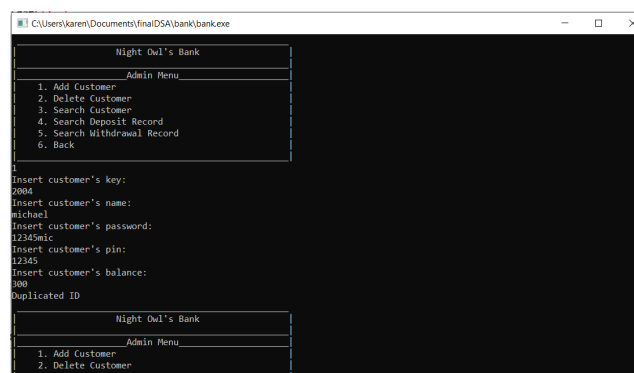 C:\Users\karen\Documents\finalDSA\bank\bank.exe
Night Owl's Bank
Admin Menu
1. Add Customer
2. Delete Customer
3. Search Customer
4. Search Deposit Record
5. Search Withdrawal Record
6. Back
1
Insert customer's key:
2004
Insert customer's name:
michael
Insert customer's password:
12345mic
Insert customer's pin:
12345
Insert customer's balance:
300
Duplicated ID
Night Owl's Bank
Admin Menu
1. Add Customer
2. Delete Customer